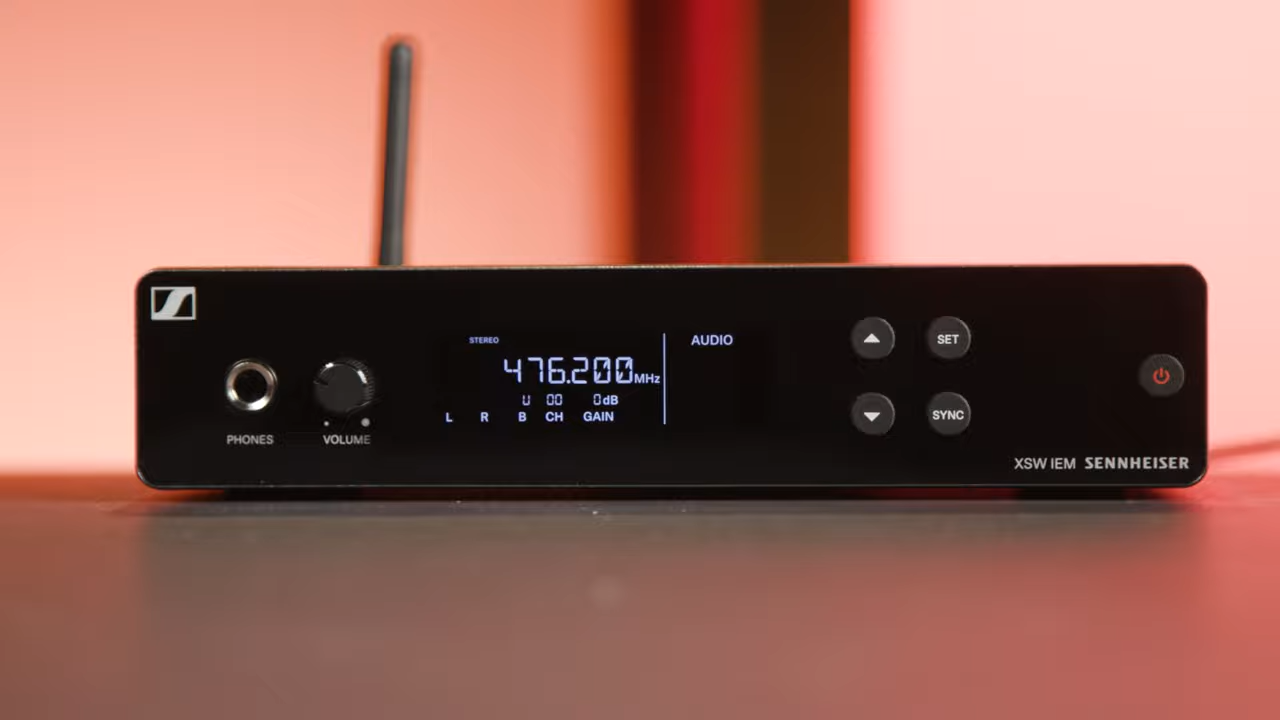 STEREO
AUDIO
SET
476.200MHz
U 00 0dB
L R B CH GAIN
SYNC
PHONES
VOLUME
XSW IEM SENNHEISER